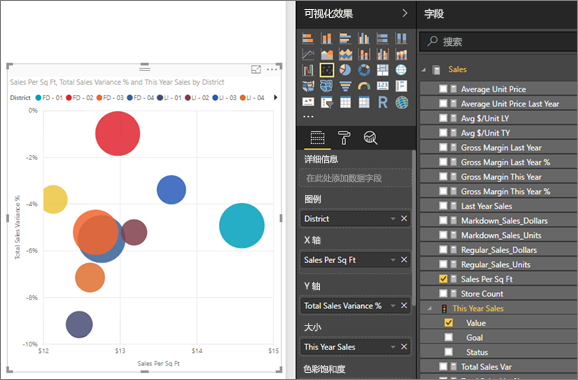 Sales Per Sq Ft, Total Sales Variance % and This Year Sales by District
District FD - 01 FD - 02 FD - 03 FD - 04 LI - 01 LI - 02 LI - 03 LI - 04
0%
-2%
-4%
-6%
-8%
-10%
Total Sales Variance %
$12 $13 $14 $15
Sales Per Sq Ft
可视化效果
R
详细信息
在此处添加数据字段
图例
District
X 轴
Sales Per Sq Ft
Y 轴
Total Sales Variance %
大小
This Year Sales
色彩饱和度
字段
搜索
Sales
Average Unit Price
Average Unit Price Last Year
Avg $/Unit LY
Avg $/Unit TY
Gross Margin Last Year
Gross Margin Last Year %
Gross Margin This Year
Gross Margin This Year %
Last Year Sales
Markdown_Sales_Dollars
Markdown_Sales_Units
Regular_Sales_Dollars
Regular_Sales_Units
Sales Per Sq Ft
Store Count
This Year Sales
Value
Goal
Status
Total Sales Var